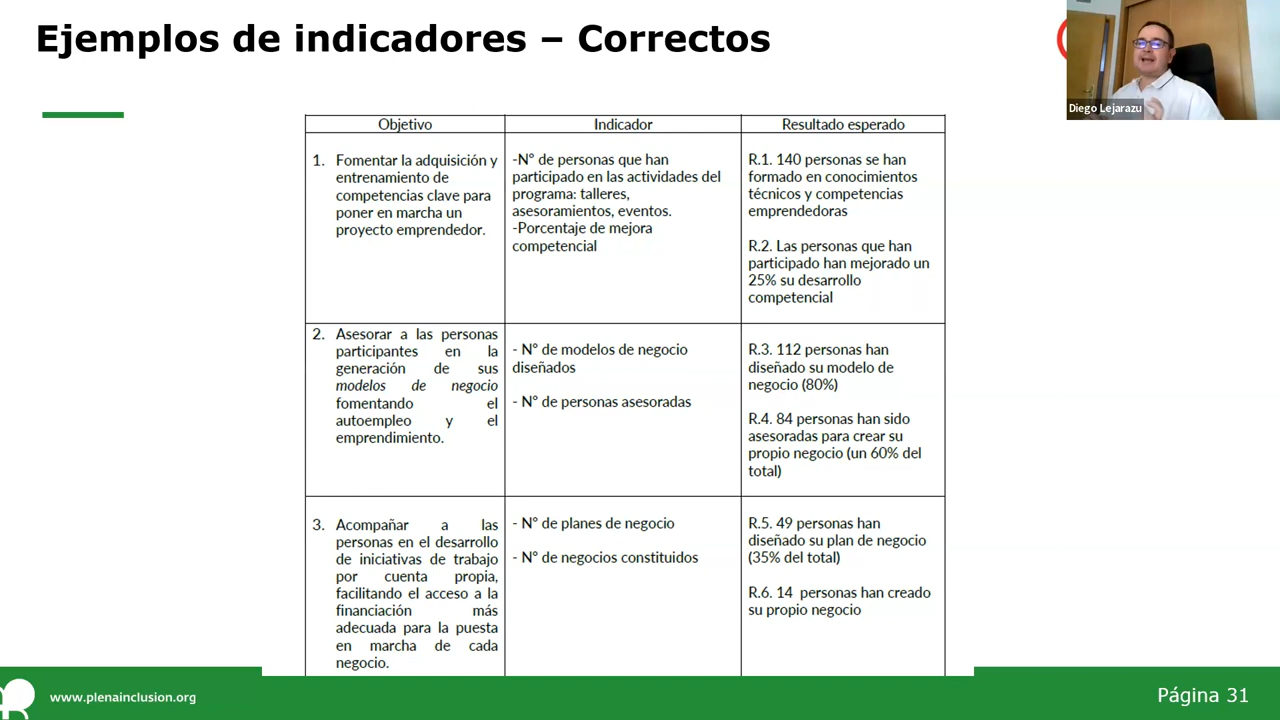 Ejemplos de indicadores – Correctos
Diego Lejarazu
Objetivo
Indicador
Resultado esperado
1. Fomentar la adquisición y
entrenamiento de
competencias clave para
poner en marcha un
proyecto emprendedor.
-N° de personas que han
participado en las actividades del
programa: talleres,
asesoramientos, eventos.
-Porcentaje de mejora
competencial
R.1. 140 personas se han
formado en conocimientos
técnicos y competencias
emprendedoras
R.2. Las personas que han
participado han mejorado un
25% su desarrollo
competencial
2. Asesorar a las personas
participantes en la
generación de sus
modelos de negocio
fomentando el
autoempleo y el
emprendimiento.
- N° de modelos de negocio
diseñados
- N° de personas asesoradas
R.3. 112 personas han
diseñado su modelo de
negocio (80%)
R.4. 84 personas han sido
asesoradas para crear su
propio negocio (un 60% del
total)
3. Acompañar a las
personas en el desarrollo
de iniciativas de trabajo
por cuenta propia,
facilitando el acceso a la
financiación más
adecuada para la puesta
en marcha de cada
negocio.
- N° de planes de negocio
- N° de negocios constituidos
R.5. 49 personas han
diseñado su plan de negocio
(35% del total)
R.6. 14 personas han creado
su propio negocio
www.plenainclusion.org
Página 31